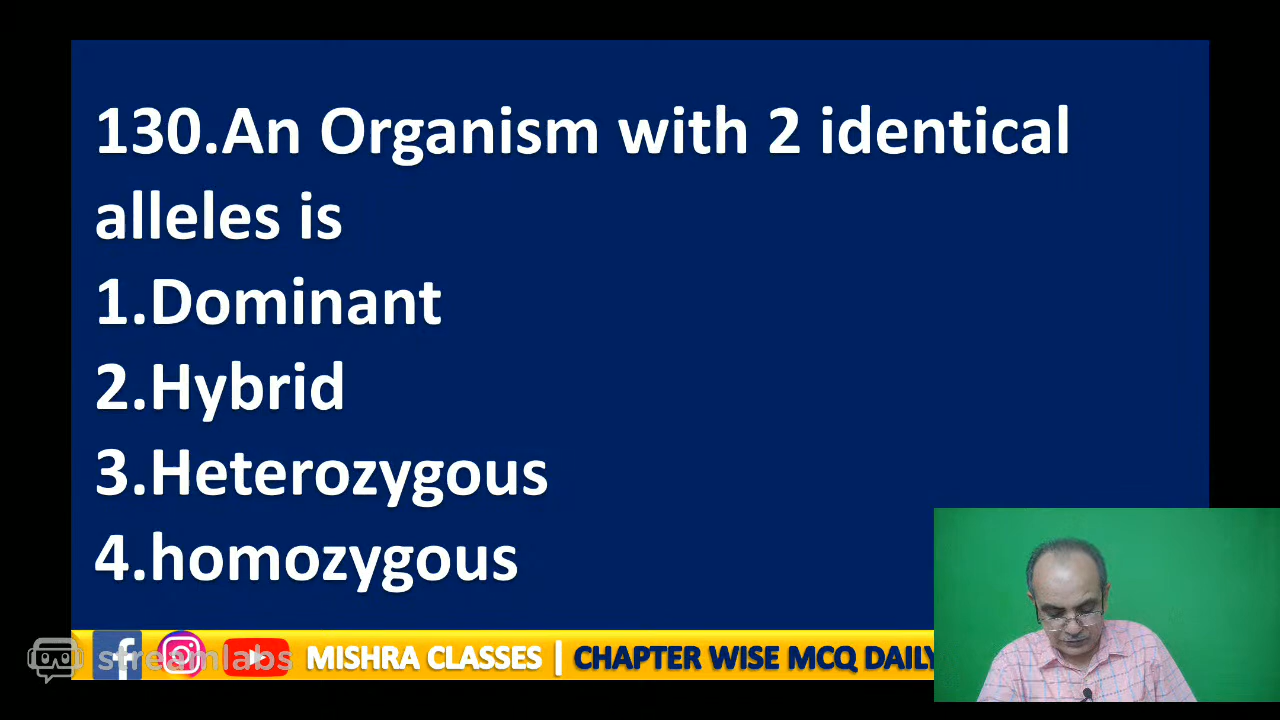 130.An Organism with 2 identical
alleles is
1.Dominant
2.Hybrid
3.Heterozygous
4.homozygous
streamlabs
MISHRA CLASSES | CHAPTER WISE MCQ DAILY